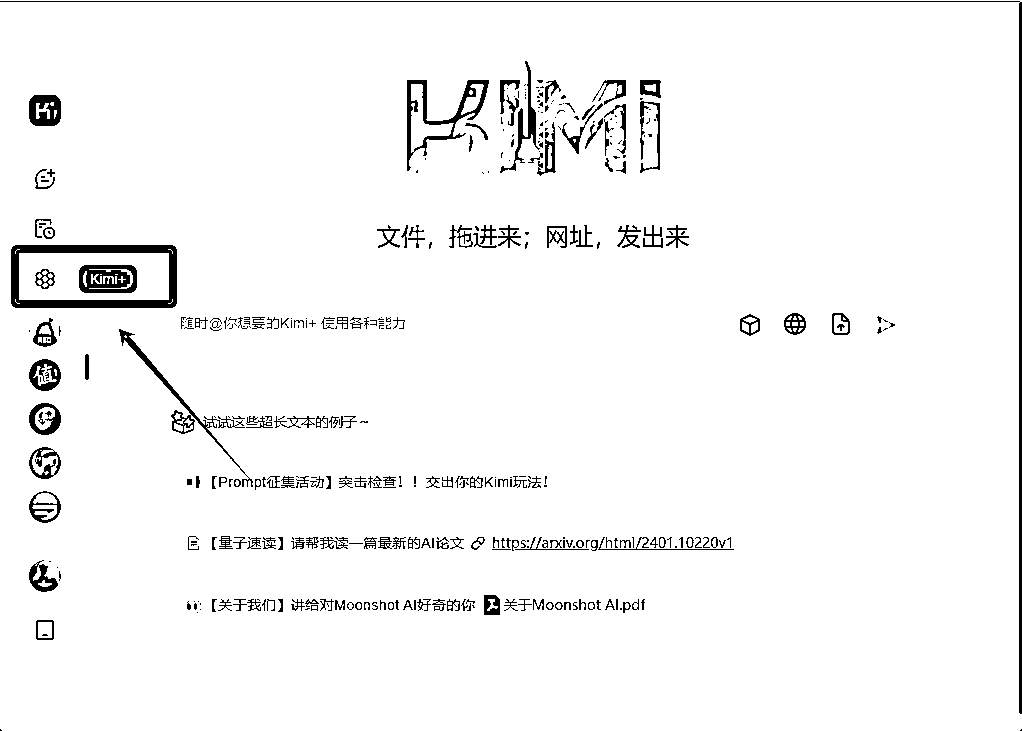 KIMI
Ki
文件，拖进来；网址，发出来
Kimi+
随时@你想要的Kimi+ 使用各种能力
值
试试这些超长文本的例子~
【Prompt征集活动】突击检查！！交出你的Kimi玩法！
【量子速读】请帮我读一篇最新的AI论文 https://arxiv.org/html/2401.10220v1
【关于我们】讲给对Moonshot AI好奇的你 关于Moonshot AI.pdf